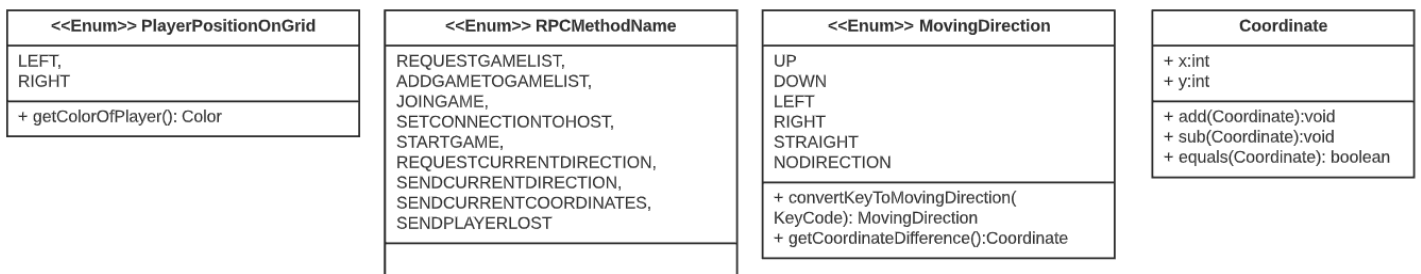 <<Enum>> PlayerPositionOnGrid
LEFT,
RIGHT
+ getColorOfPlayer(): Color
<<Enum>> RPCMethodName
REQUESTGAMELIST,
ADDGAMETOGAMELIST,
JOINGAME,
SETCONNECTIONTOHOST,
STARTGAME,
REQUESTCURRENTDIRECTION,
SENDCURRENTDIRECTION,
SENDCURRENTCOORDINATES,
SENDPLAYERLOST
<<Enum>> MovingDirection
UP
DOWN
LEFT
RIGHT
STRAIGHT
NODIRECTION
+ convertKeyToMovingDirection(
KeyCode): MovingDirection
+ getCoordinateDifference():Coordinate
Coordinate
+ x:int
+ y:int
+ add(Coordinate):void
+ sub(Coordinate):void
+ equals(Coordinate): boolean